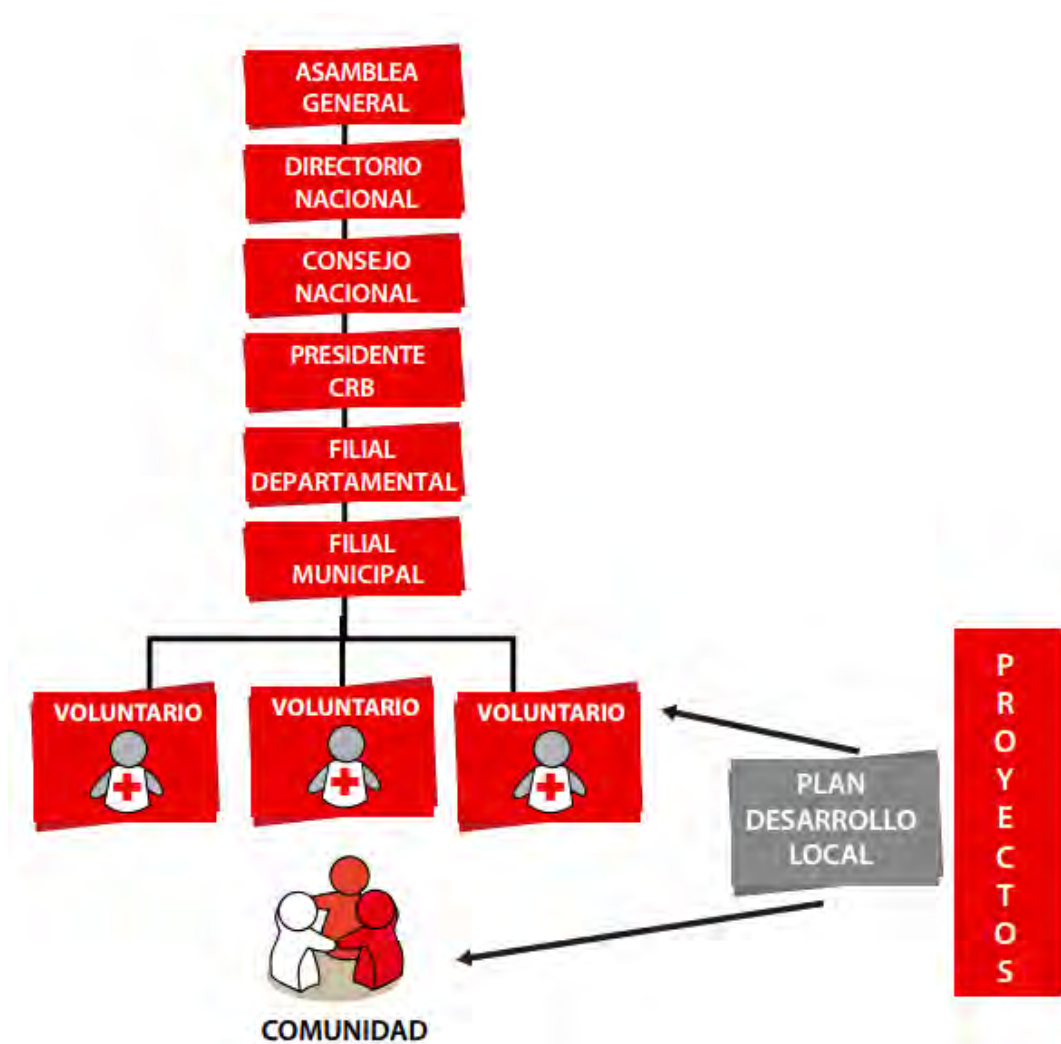 ASAMBLEA
GENERAL
DIRECTORIO
NACIONAL
CONSEJO
NACIONAL
PRESIDENTE
CRB
FILIAL
DEPARTAMENTAL
FILIAL
MUNICIPAL
VOLUNTARIO
VOLUNTARIO
VOLUNTARIO
PLAN
DESARROLLO
LOCAL
PROYECTOS
COMUNIDAD